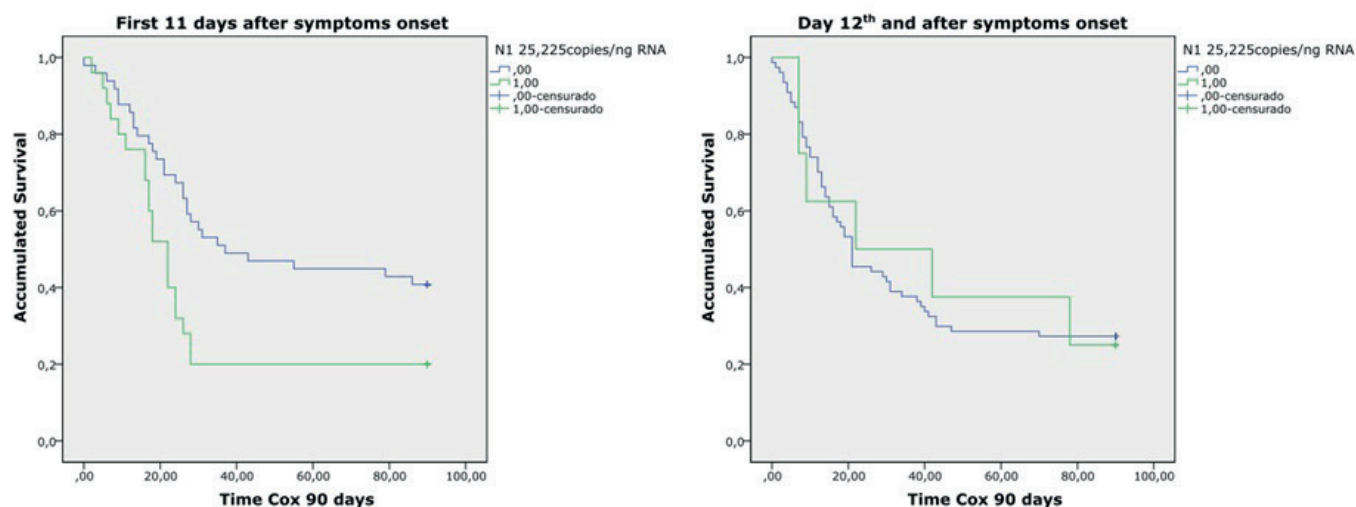 First 11 days after symptoms onset
N1 25,225copies/ng RNA
,00
1,00
,00-censurado
1,00-censurado
Accumulated Survival
1,0
0,8
0,6
0,4
0,2
0,0
,00 20,00 40,00 60,00 80,00 100,00
Time Cox 90 days
Day 12th and after symptoms onset
N1 25,225copies/ng RNA
,00
1,00
,00-censurado
1,00-censurado
Accumulated Survival
1,0
0,8
0,6
0,4
0,2
0,0
,00 20,00 40,00 60,00 80,00 100,00
Time Cox 90 days